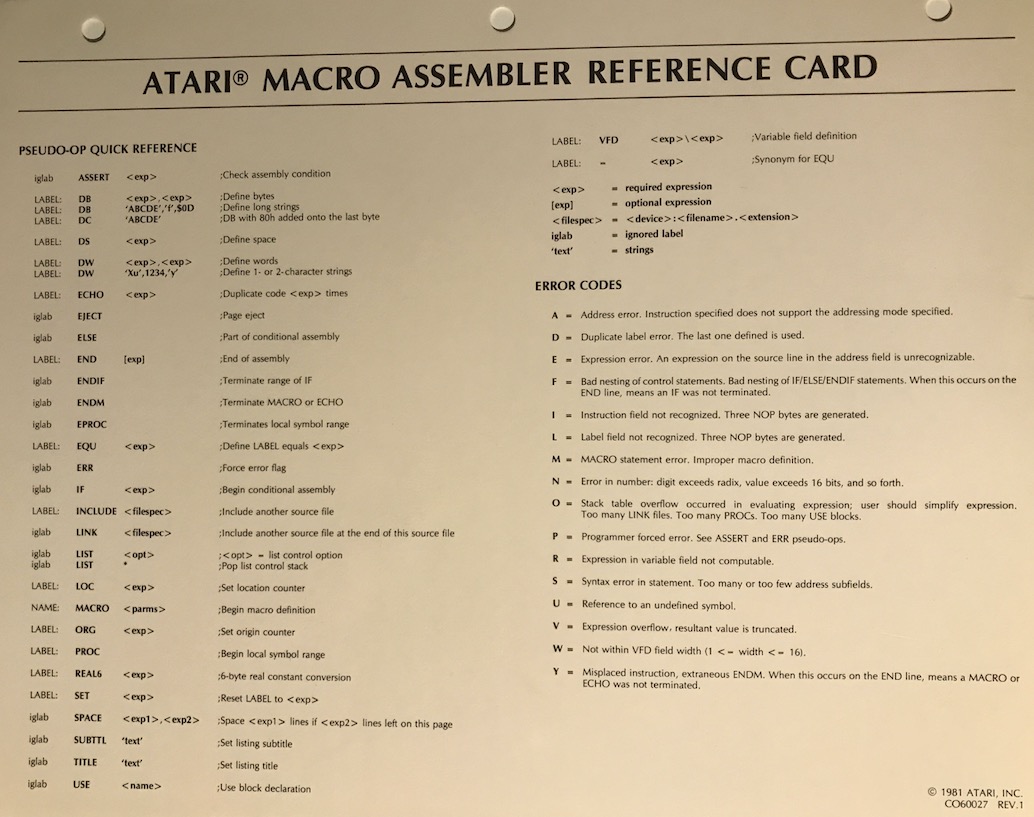 ATARI® MACRO ASSEMBLER REFERENCE CARD
PSEUDO-OP QUICK REFERENCE
iglab ASSERT <exp> ;Check assembly condition
LABEL: DB <exp>,<exp> ;Define bytes
LABEL: DB 'ABCDE','f',$0D ;Define long strings
LABEL: DC 'ABCDE' ;DB with 80h added onto the last byte
LABEL: DS <exp> ;Define space
LABEL: DW <exp>,<exp> ;Define words
LABEL: DW 'Xu',1234,'y' ;Define 1- or 2-character strings
LABEL: ECHO <exp> ;Duplicate code <exp> times
iglab EJECT ;Page eject
iglab ELSE ;Part of conditional assembly
LABEL: END [exp] ;End of assembly
iglab ENDIF ;Terminate range of IF
iglab ENDM ;Terminate MACRO or ECHO
iglab EPROC ;Terminates local symbol range
LABEL: EQU <exp> ;Define LABEL equals <exp>
iglab ERR ;Force error flag
iglab IF <exp> ;Begin conditional assembly
LABEL: INCLUDE <filespec> ;Include another source file
iglab LINK <filespec> ;Include another source file at the end of this source file
iglab LIST <opt> ;<opt> = list control option
iglab LIST * ;Pop list control stack
LABEL: LOC <exp> ;Set location counter
NAME: MACRO <parms> ;Begin macro definition
LABEL: ORG <exp> ;Set origin counter
LABEL: PROC ;Begin local symbol range
LABEL: REAL6 <exp> ;6-byte real constant conversion
LABEL: SET <exp> ;Reset LABEL to <exp>
iglab SPACE <exp1>,<exp2> ;Space <exp1> lines if <exp2> lines left on this page
iglab SUBTTL 'text' ;Set listing subtitle
iglab TITLE 'text' ;Set listing title
iglab USE <name> ;Use block declaration
LABEL: VFD <exp>\<exp> ;Variable field definition
LABEL: = <exp> ;Synonym for EQU
<exp> = required expression
[exp] = optional expression
<filespec> = <device>:<filename>.<extension>
iglab = ignored label
'text' = strings
ERROR CODES
A = Address error. Instruction specified does not support the addressing mode specified.
D = Duplicate label error. The last one defined is used.
E = Expression error. An expression on the source line in the address field is unrecognizable.
F = Bad nesting of control statements. Bad nesting of IF/ELSE/ENDIF statements. When this occurs on the
END line, means an IF was not terminated.
I = Instruction field not recognized. Three NOP bytes are generated.
L = Label field not recognized. Three NOP bytes are generated.
M = MACRO statement error. Improper macro definition.
N = Error in number: digit exceeds radix, value exceeds 16 bits, and so forth.
O = Stack table overflow occurred in evaluating expression; user should simplify expression.
Too many LINK files. Too many PROCs. Too many USE blocks.
P = Programmer forced error. See ASSERT and ERR pseudo-ops.
R = Expression in variable field not computable.
S = Syntax error in statement. Too many or too few address subfields.
U = Reference to an undefined symbol.
V = Expression overflow, resultant value is truncated.
W = Not within VFD field width (1 <= width <= 16).
Y = Misplaced instruction, extraneous ENDM. When this occurs on the END line, means a MACRO or
ECHO was not terminated.
© 1981 ATARI, INC.
CO60027 REV.1